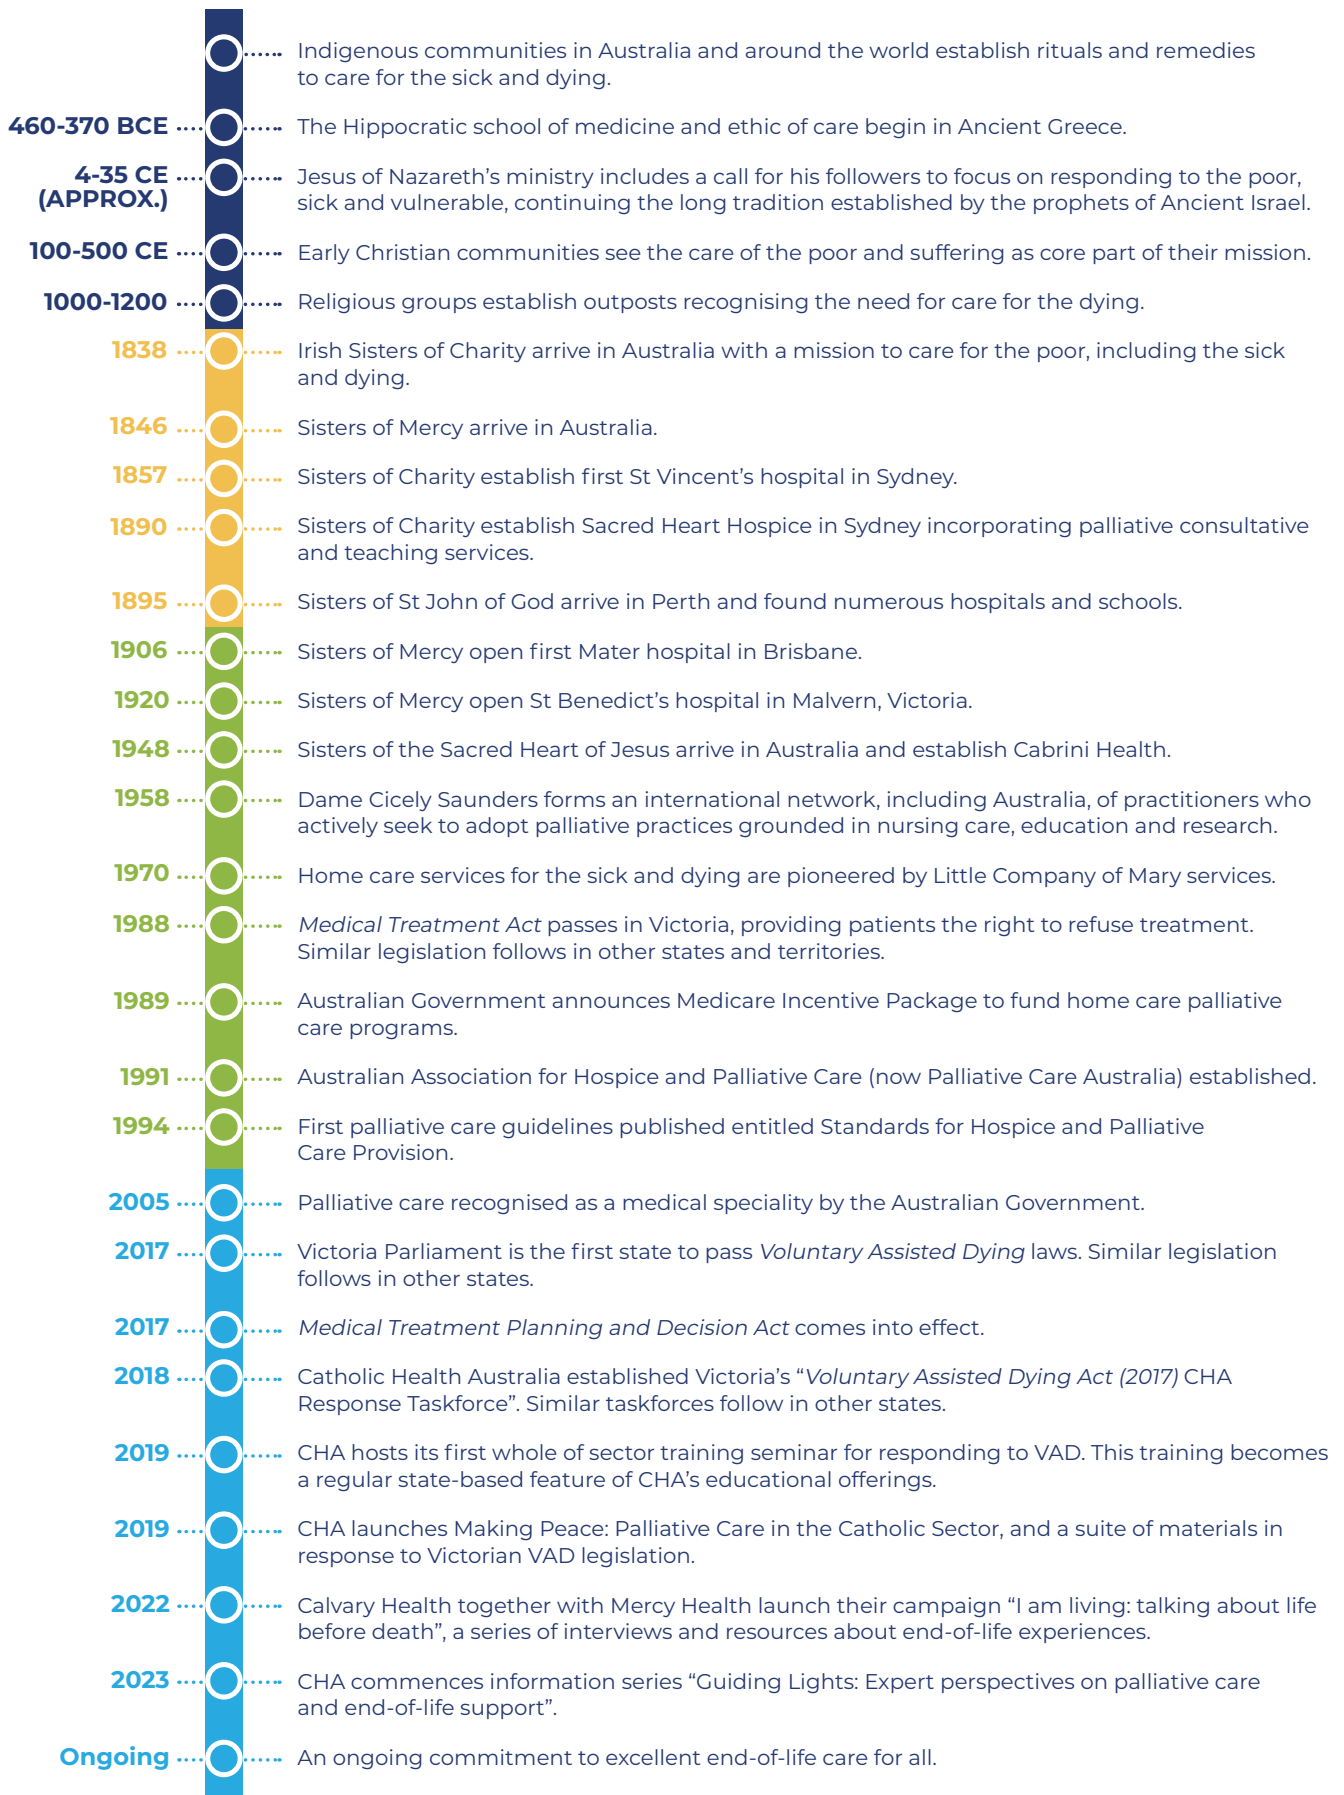 Indigenous communities in Australia and around the world establish rituals and remedies
to care for the sick and dying.
460-370 BCE
The Hippocratic school of medicine and ethic of care begin in Ancient Greece.
4-35 CE
(APPROX.)
Jesus of Nazareth’s ministry includes a call for his followers to focus on responding to the poor,
sick and vulnerable, continuing the long tradition established by the prophets of Ancient Israel.
100-500 CE
Early Christian communities see the care of the poor and suffering as core part of their mission.
1000-1200
Religious groups establish outposts recognising the need for care for the dying.
1838
Irish Sisters of Charity arrive in Australia with a mission to care for the poor, including the sick
and dying.
1846
Sisters of Mercy arrive in Australia.
1857
Sisters of Charity establish first St Vincent’s hospital in Sydney.
1890
Sisters of Charity establish Sacred Heart Hospice in Sydney incorporating palliative consultative
and teaching services.
1895
Sisters of St John of God arrive in Perth and found numerous hospitals and schools.
1906
Sisters of Mercy open first Mater hospital in Brisbane.
1920
Sisters of Mercy open St Benedict’s hospital in Malvern, Victoria.
1948
Sisters of the Sacred Heart of Jesus arrive in Australia and establish Cabrini Health.
1958
Dame Cicely Saunders forms an international network, including Australia, of practitioners who
actively seek to adopt palliative practices grounded in nursing care, education and research.
1970
Home care services for the sick and dying are pioneered by Little Company of Mary services.
1988
Medical Treatment Act passes in Victoria, providing patients the right to refuse treatment.
Similar legislation follows in other states and territories.
1989
Australian Government announces Medicare Incentive Package to fund home care palliative
care programs.
1991
Australian Association for Hospice and Palliative Care (now Palliative Care Australia) established.
1994
First palliative care guidelines published entitled Standards for Hospice and Palliative
Care Provision.
2005
Palliative care recognised as a medical speciality by the Australian Government.
2017
Victoria Parliament is the first state to pass Voluntary Assisted Dying laws. Similar legislation
follows in other states.
2017
Medical Treatment Planning and Decision Act comes into effect.
2018
Catholic Health Australia established Victoria’s “Voluntary Assisted Dying Act (2017) CHA
Response Taskforce”. Similar taskforces follow in other states.
2019
CHA hosts its first whole of sector training seminar for responding to VAD. This training becomes
a regular state-based feature of CHA’s educational offerings.
2019
CHA launches Making Peace: Palliative Care in the Catholic Sector, and a suite of materials in
response to Victorian VAD legislation.
2022
Calvary Health together with Mercy Health launch their campaign “I am living: talking about life
before death”, a series of interviews and resources about end-of-life experiences.
2023
CHA commences information series “Guiding Lights: Expert perspectives on palliative care
and end-of-life support”.
Ongoing
An ongoing commitment to excellent end-of-life care for all.